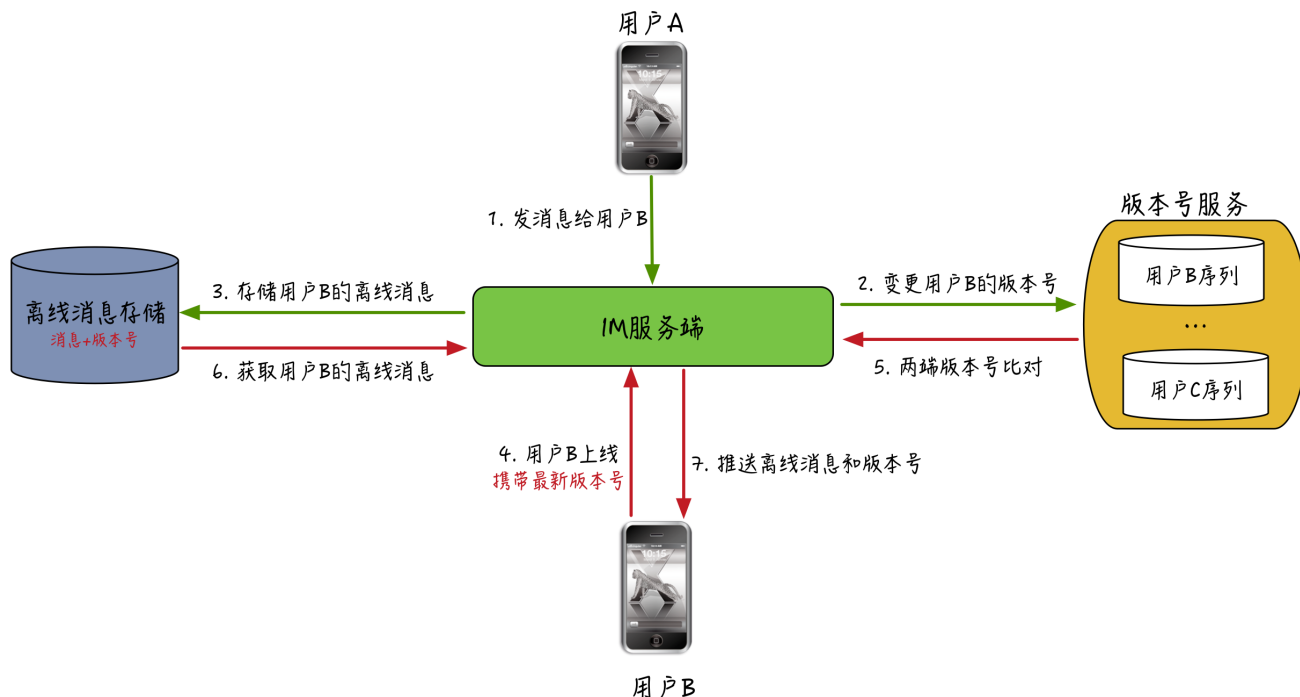 用户A
10:15
1. 发消息给用户B
版本号服务
用户B序列
...
用户C序列
2. 变更用户B的版本号
5. 两端版本号比对
离线消息存储
消息+版本号
3. 存储用户B的离线消息
6. 获取用户B的离线消息
IM服务端
4. 用户B上线
携带最新版本号
7. 推送离线消息和版本号
10:15
用户B